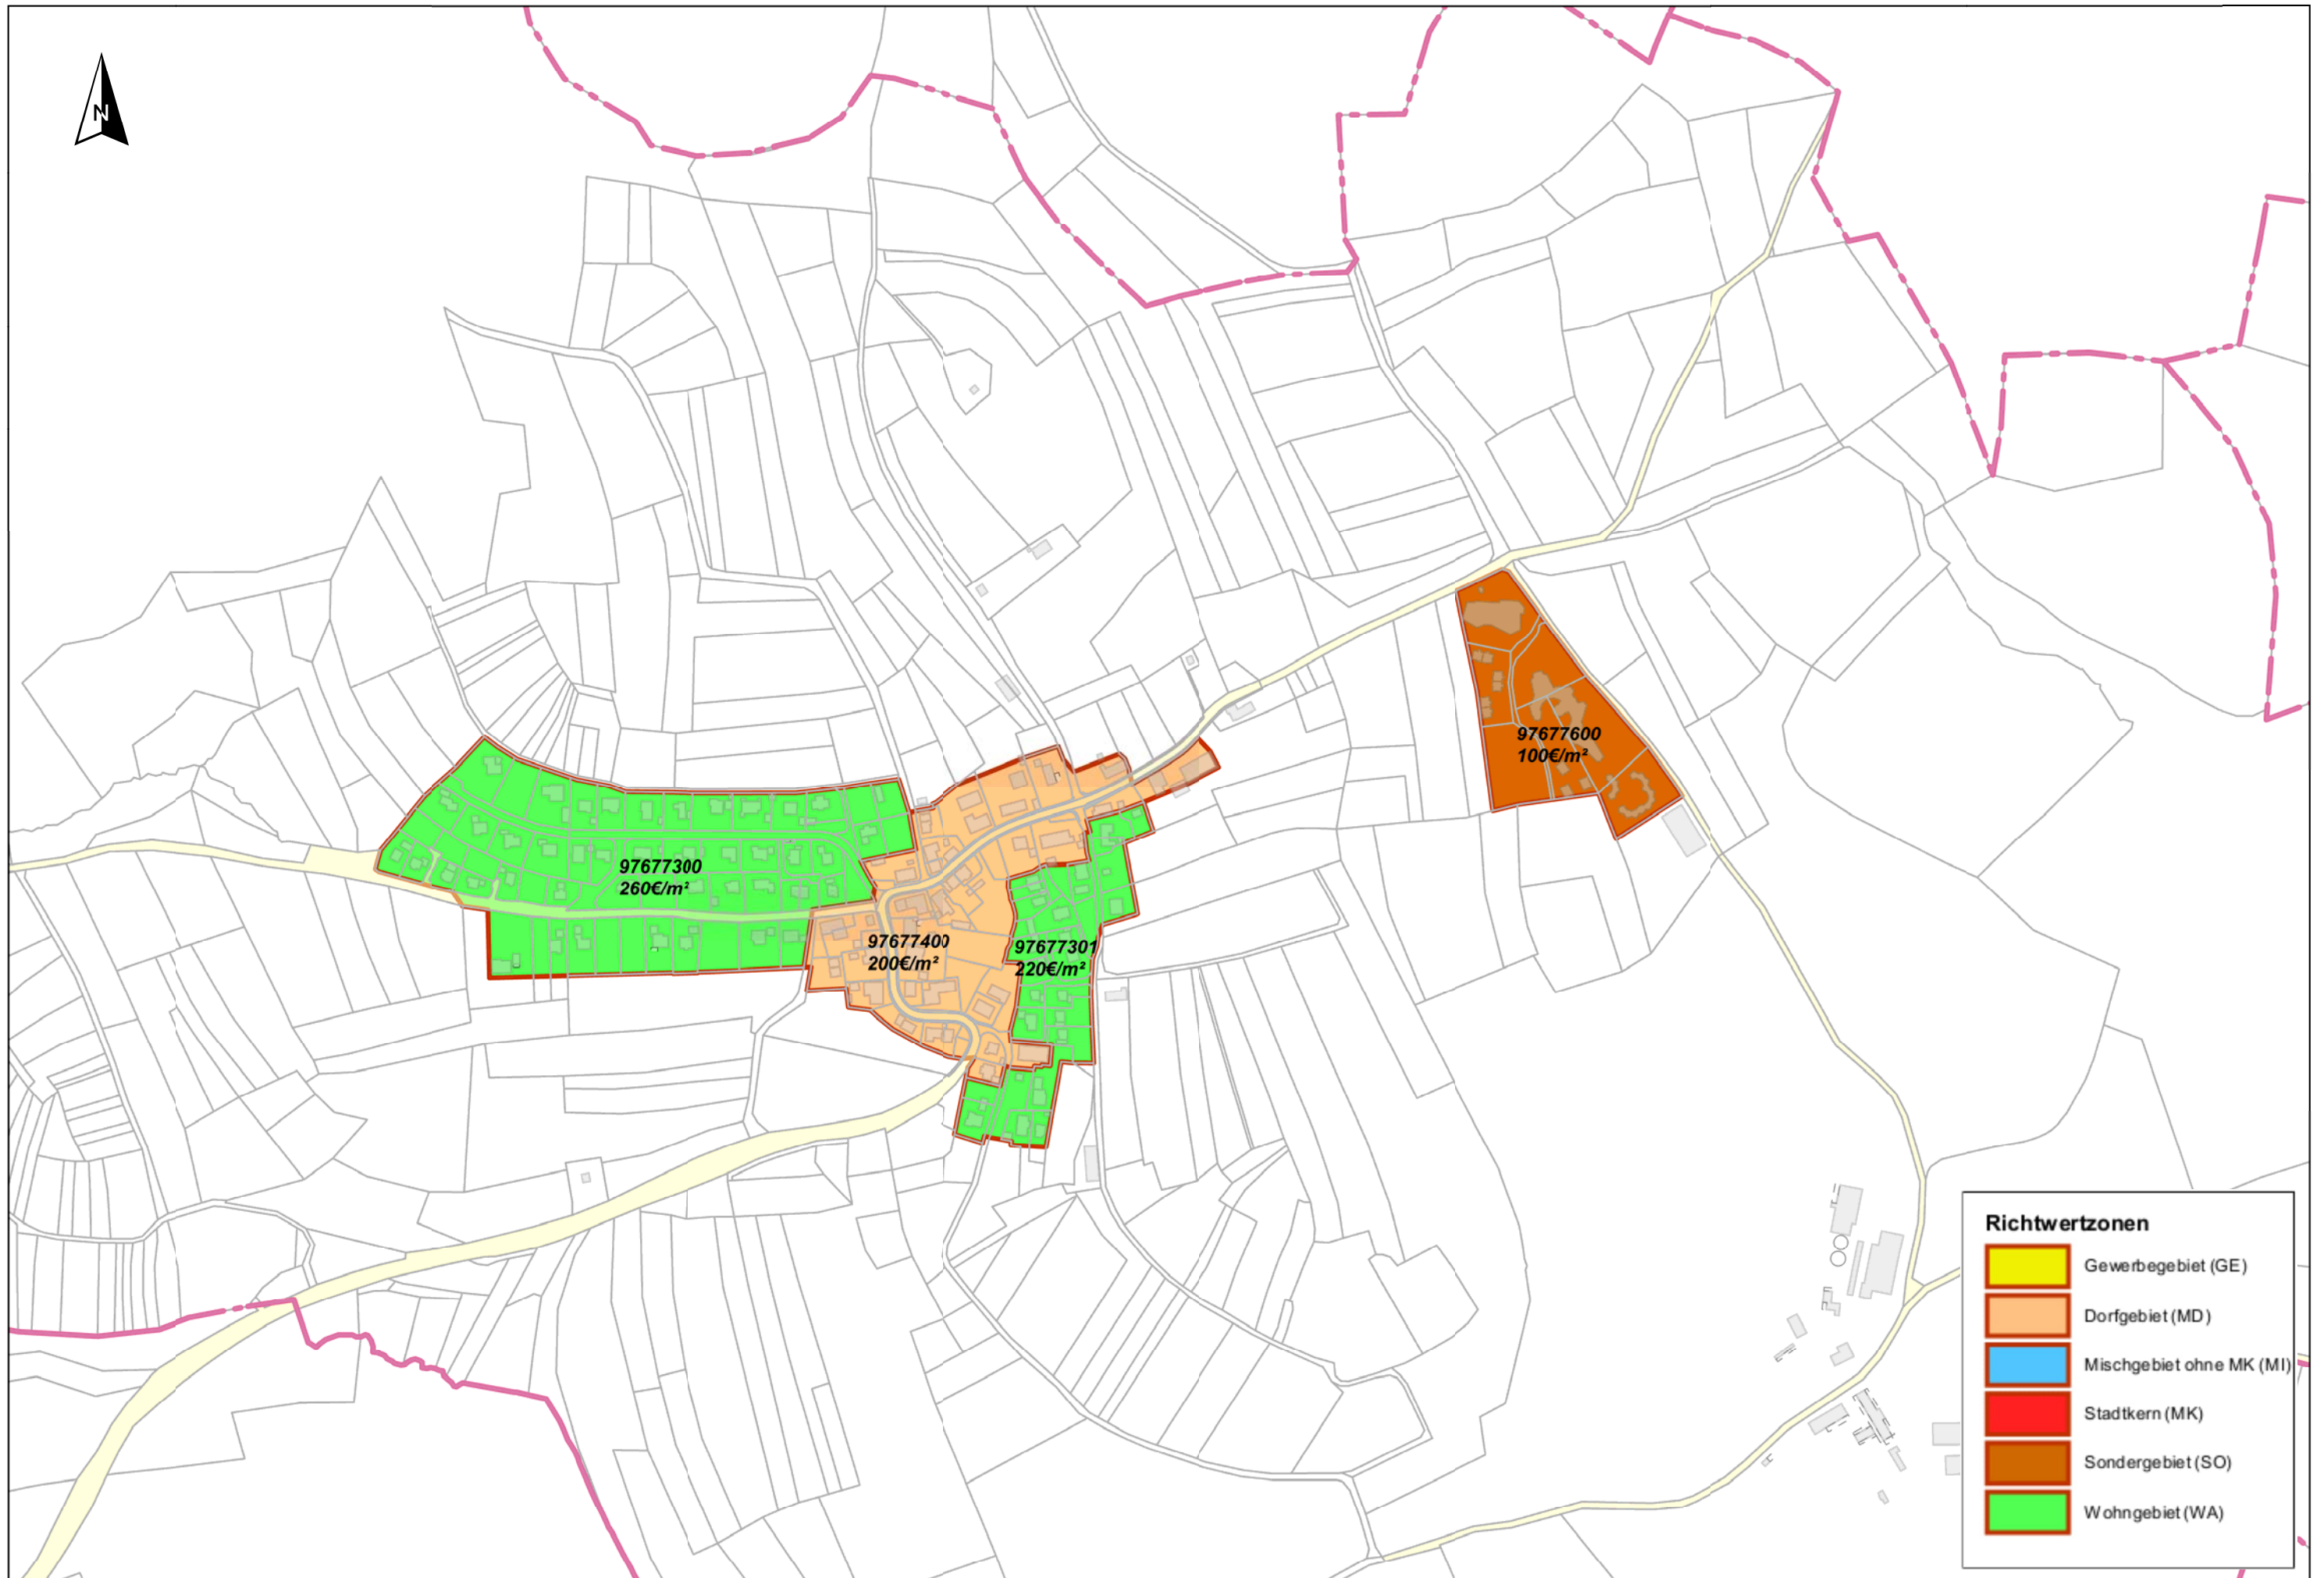 N
97677600
100€/m²
97677300
260€/m²
97677400
200€/m²
97677301
220€/m²
Richtwertzonen
Gewerbegebiet (GE)
Dorfgebiet (MD)
Mischgebiet ohne MK (MI)
Stadtkern (MK)
Sondergebiet (SO)
Wohngebiet (WA)